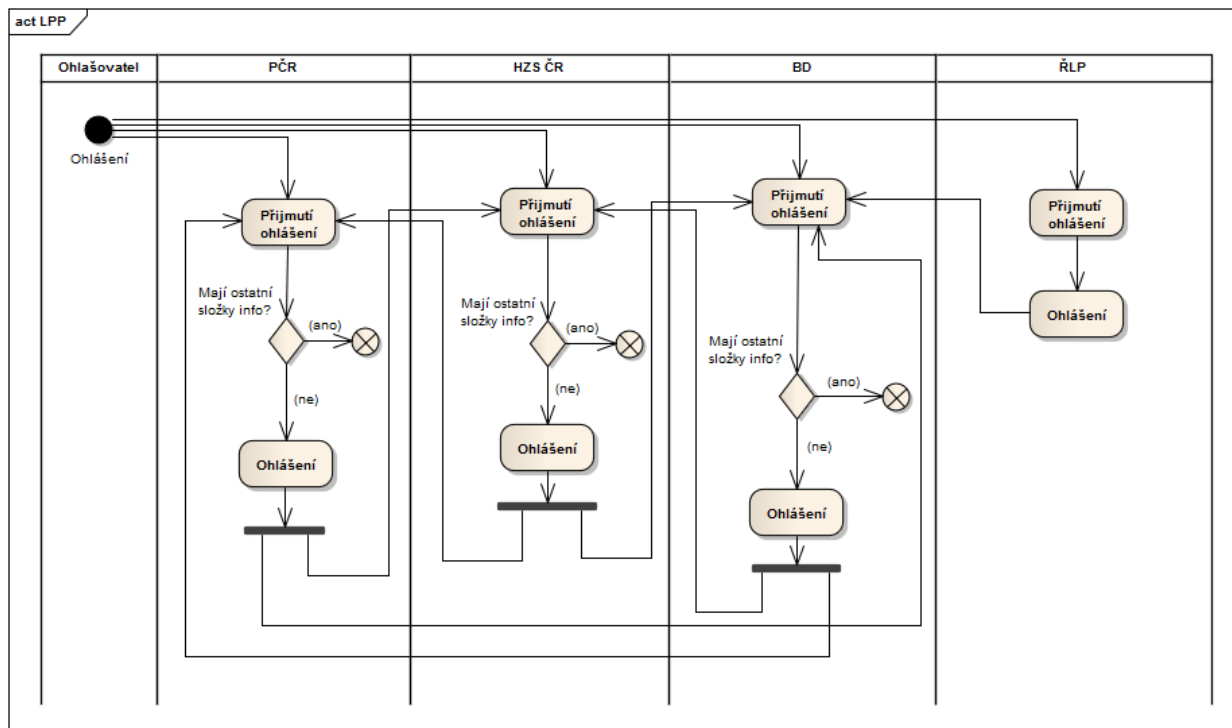 act LPP
Ohlašovatel
PČR
HZS ČR
BD
ŘLP
Ohlášení
Přijmutí
ohlášení
Mají ostatní
složky info?
(ano)
(ne)
Ohlášení
Přijmutí
ohlášení
Mají ostatní
složky info?
(ano)
(ne)
Ohlášení
Přijmutí
ohlášení
Mají ostatní
složky info?
(ano)
(ne)
Ohlášení
Přijmutí
ohlášení
Ohlášení